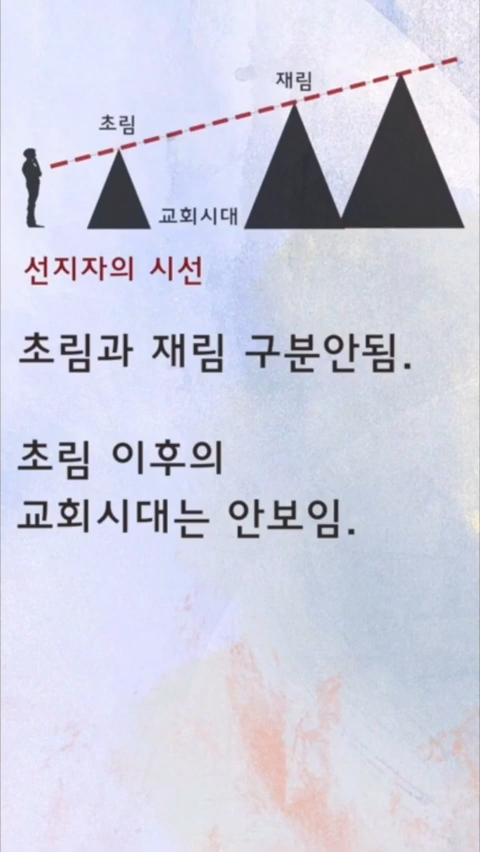 재림
초림
교회시대
선지자의 시선
초림과 재림 구분안됨.
초림 이후의
교회시대는 안보임.